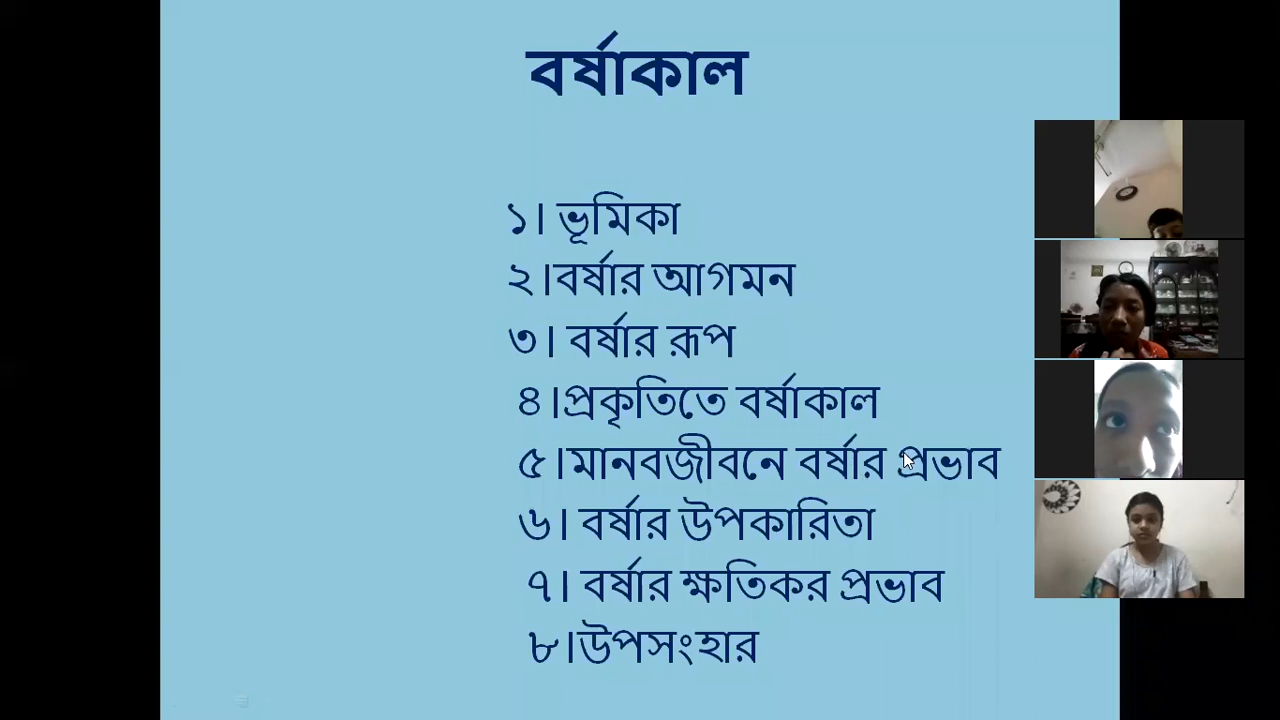 বর্ষাকাল
১। ভূমিকা
২।বর্ষার আগমন
৩। বর্ষার রূপ
৪।প্রকৃতিতে বর্ষাকাল
৫।মানবজীবনে বর্ষার প্রভাব
৬। বর্ষার উপকারিতা
৭। বর্ষার ক্ষতিকর প্রভাব
৮।উপসংহার